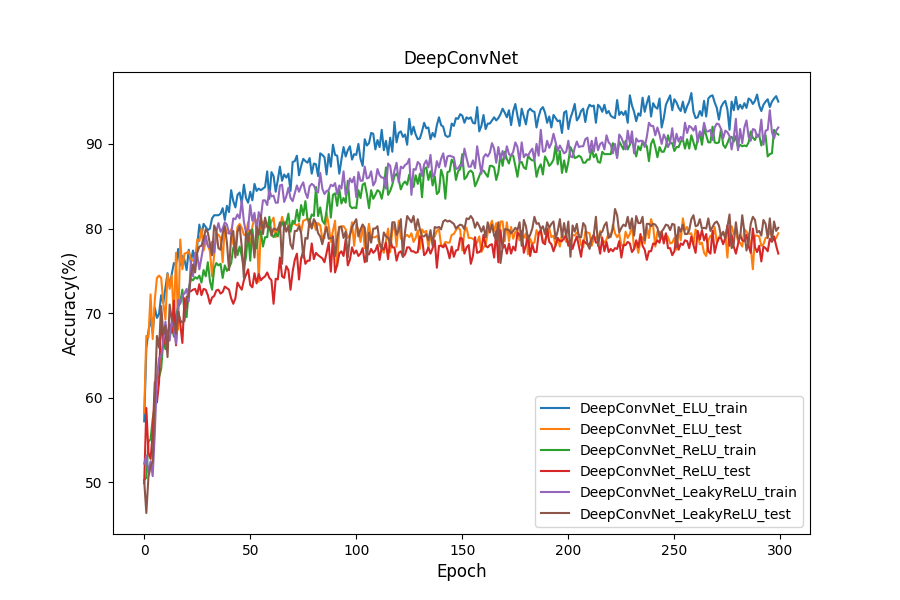 DeepConvNet
Accuracy(%)
90
80
70
60
50
0 50 100 150 200 250 300
Epoch
DeepConvNet_ELU_train
DeepConvNet_ELU_test
DeepConvNet_ReLU_train
DeepConvNet_ReLU_test
DeepConvNet_LeakyReLU_train
DeepConvNet_LeakyReLU_test